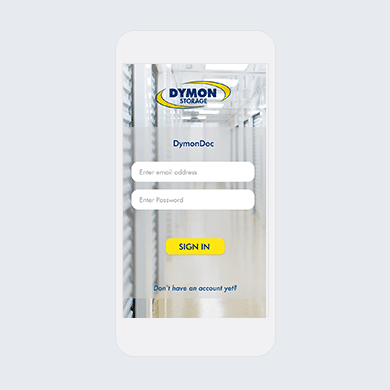 DYMON
STORAGE
DymonDoc
Enter email address
Enter Password
SIGN IN
Don't have an account yet?